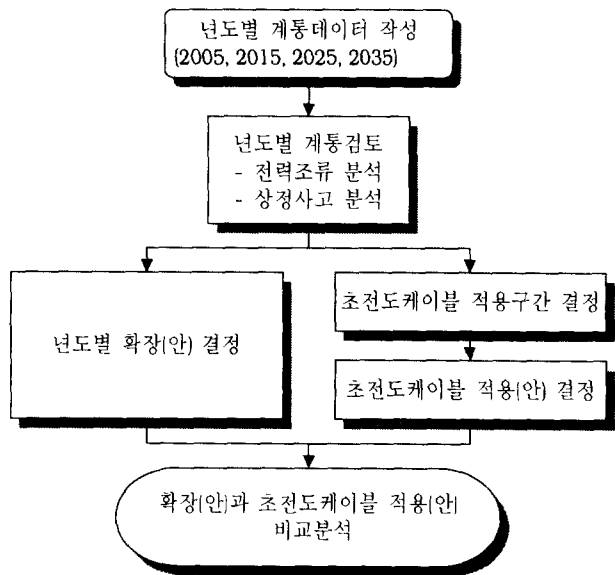 년도별 계통데이터 작성
(2005, 2015, 2025, 2035)
년도별 계통검토
- 전력조류 분석
- 상정사고 분석
년도별 확장(안) 결정
초전도케이블 적용구간 결정
초전도케이블 적용(안) 결정
확장(안)과 초전도케이블 적용(안)
비교분석